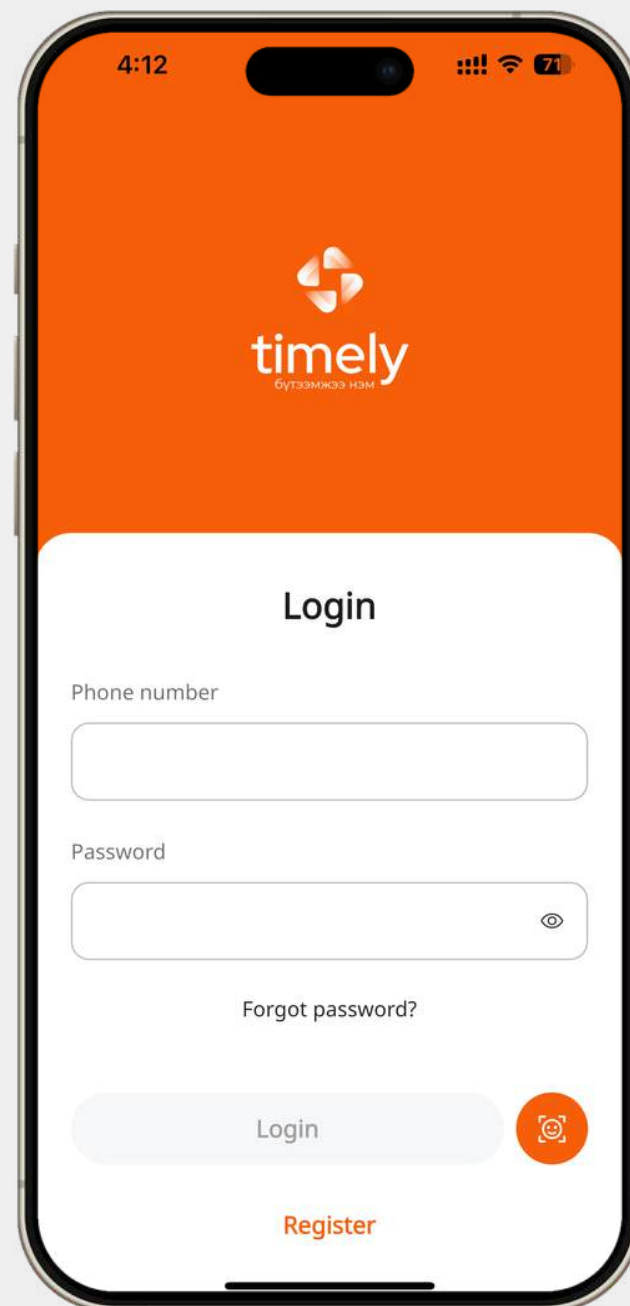 4:12
71
timely
бүтээмжээ нэм
Login
Phone number
Password
Forgot password?
Login
Register